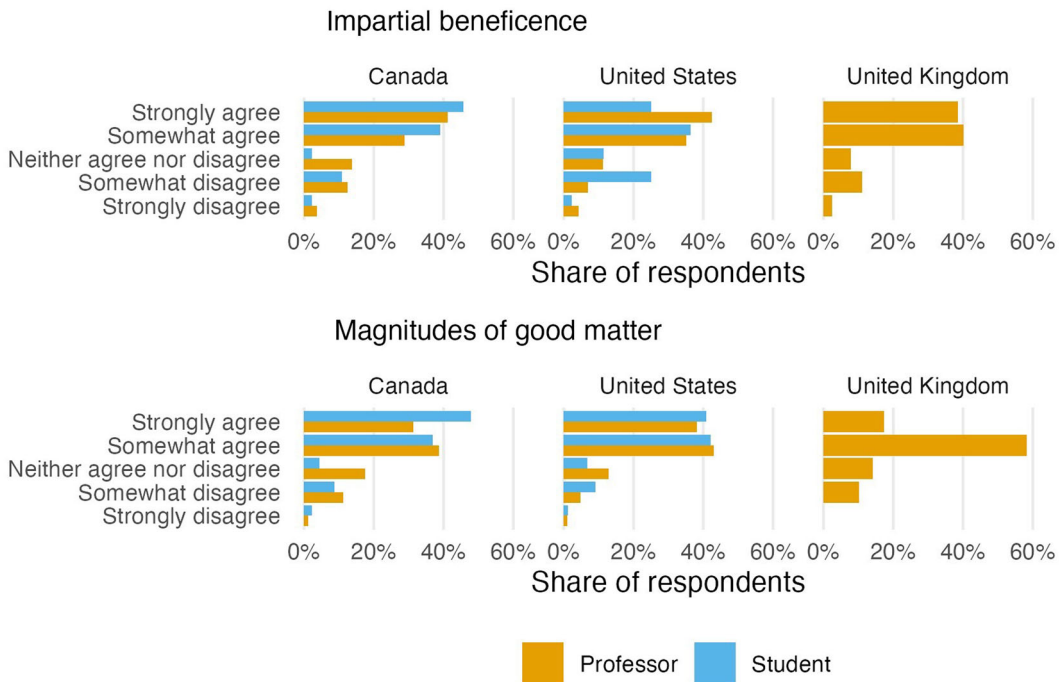 Impartial beneficence
Canada United States United Kingdom
Strongly agree
Somewhat agree
Neither agree nor disagree
Somewhat disagree
Strongly disagree
0% 20% 40% 60% 0% 20% 40% 60% 0% 20% 40% 60%
Share of respondents
Magnitudes of good matter
Canada United States United Kingdom
Strongly agree
Somewhat agree
Neither agree nor disagree
Somewhat disagree
Strongly disagree
0% 20% 40% 60% 0% 20% 40% 60% 0% 20% 40% 60%
Share of respondents
Professor Student